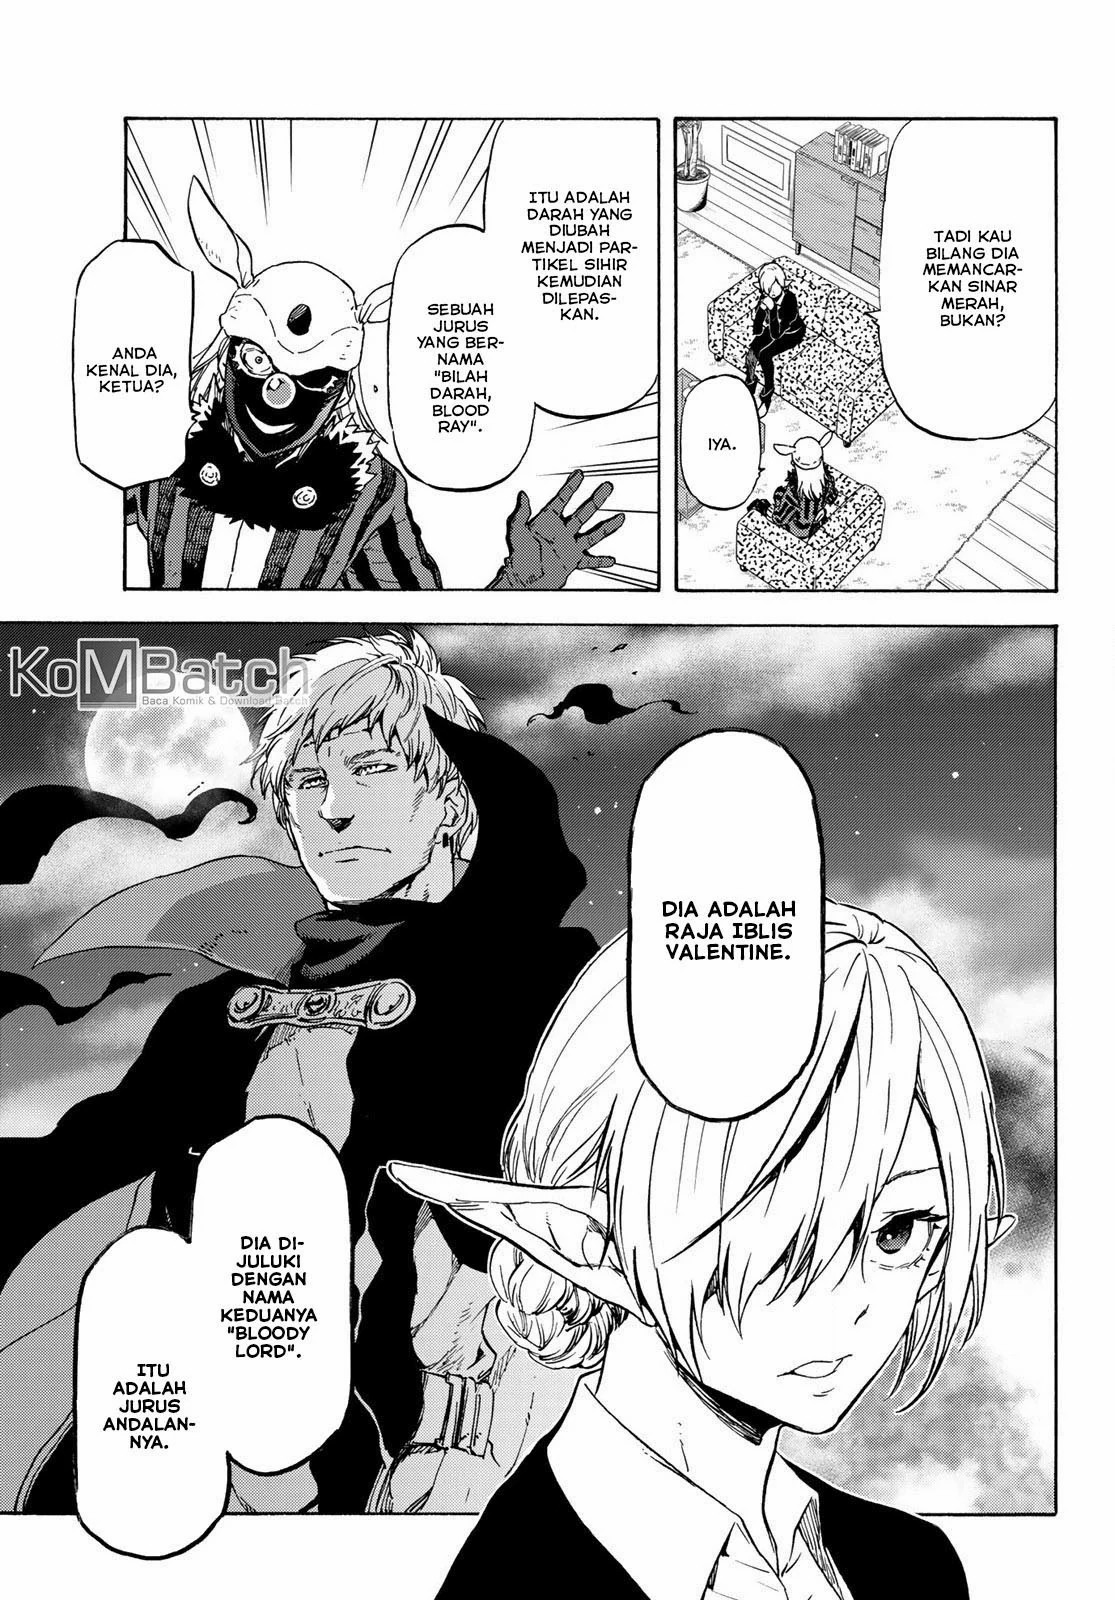 TADI KAU
BILANG DIA
MEMANCAR-
KAN SINAR
MERAH,
BUKAN?
IYA.
ITU ADALAH
DARAH YANG
DIUBAH
MENJADI PAR-
TIKEL SIHIR
KEMUDIAN
DILEPAS-
KAN.
SEBUAH
JURUS
YANG BER-
NAMA
"BILAH
DARAH,
BLOOD
RAY".
ANDA
KENAL DIA,
KETUA?
KoMBatch
Baca Komik & Download Batch
DIA ADALAH
RAJA IBLIS
VALENTINE.
DIA DI-
JULUKI
DENGAN
NAMA
KEDUANYA
"BLOODY
LORD".
ITU
ADALAH
JURUS
ANDALAN-
NYA.